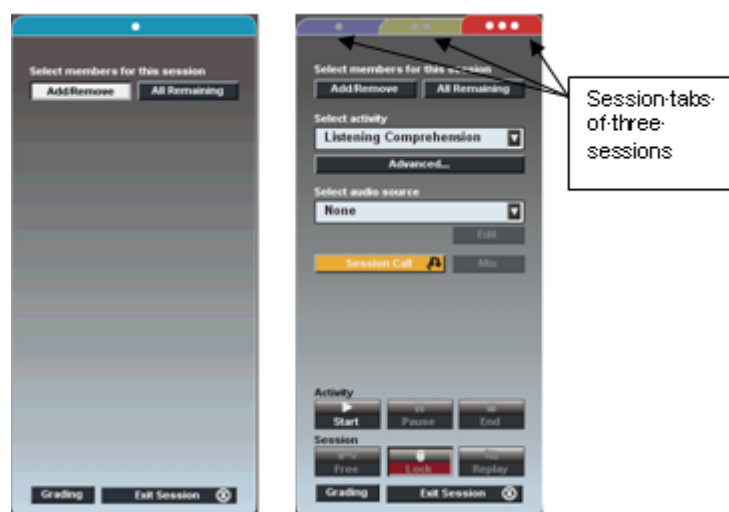 Select members for this session
Add/Remove All Remaining
Grading Exit Session
Select members for this session
Add/Remove All Remaining
Select activity
Listening Comprehension
Advanced...
Select audio source
None
Edit
Session Call Mix
Activity
Start Pause End
Session
Free Lock Replay
Grading Exit Session
Session·tabs·
of·three·
sessions